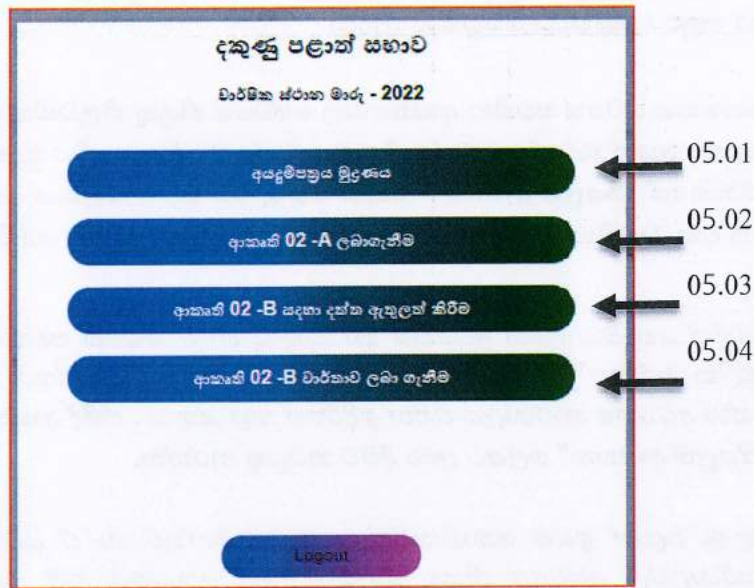 දකුණු පළාත් සභාව
වාර්ෂික ස්ථාන මාරු - 2022
අයදුම්පත්‍රය මුද්‍රණය
05.01
ආකෘති 02 -A ලබාගැනීම
05.02
ආකෘති 02 -B සඳහා දත්ත ඇතුලත් කිරීම
05.03
ආකෘති 02 -B වාර්තාව ලබා ගැනීම
05.04
Logout